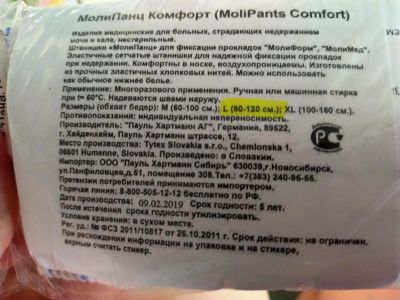 МолиПанц Комфорт (MoliPants Comfort)
Изделия медицинские для больных, страдающих недержанием
мочи и кала, нестерильные.
Штанишки «МолиПанц» для фиксации прокладок "МолиФорм", "МолиМед".
Эластичные сетчатые штанишки для надежной фиксации прокладок
при недержании. Комфортны в носке, воздухопроницаемы. Изготовлены
из прочных эластичных хлопковых нитей. Можно использовать
как обычное нижнее белье.
Применение: Многоразового применения. Ручная или машинная стирка
при t= 60°С. Надеваются швами наружу.
Размеры (обхват бедер): M (60-100 см.), L (80-120 см.), XL (100-160 см.).
Противопоказания: индивидуальная непереносимость.
Производитель: "Пауль Хартманн АГ", Германия, 89522,
г. Хайденхайм, Пауль Хартманн штрассе, 12.
Место производства: Tytex Slovakia s.r.o., Chemlonska 1,
06601 Humenne, Slovakia. Произведено: в Словакии.
Импортер: ООО "Пауль Хартманн Сибирь" 630039,г.Новосибирск,
ул.Панфиловцев,д.51, помещение 308.Тел.: +7(383) 240-96-55.
Претензии потребителей принимаются импортером.
Горячая линия: 8-800-505-12-12 бесплатно по РФ.
Дата производства: 09.02.2019 Срок годности: 5 лет.
После истечения срока годности утилизировать.
Условия хранения: в сухом месте.
Рег. уд.: № ФСЗ 2011/10817 от 26.10.2011 г. Срок действия: не ограничен.
При расхождении информации на упаковке и на стикере,
верным считать стикер.